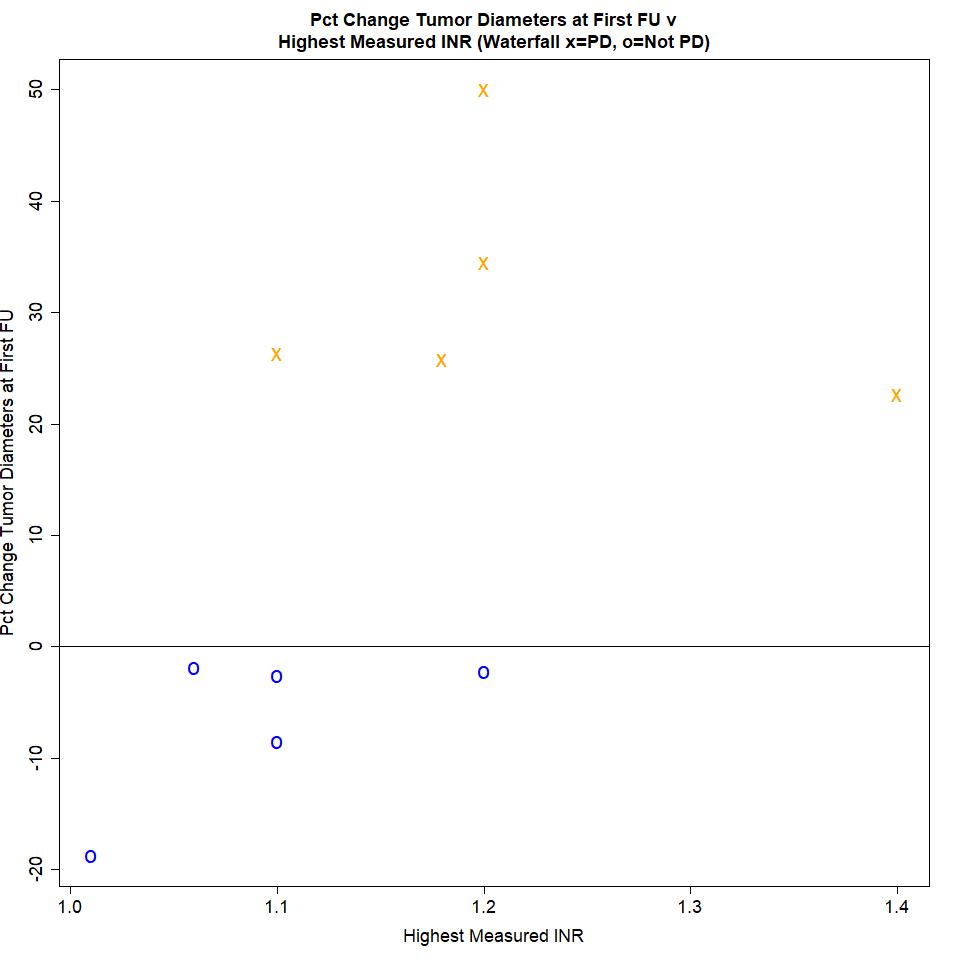 Pct Change Tumor Diameters at First FU v
Highest Measured INR (Waterfall x=PD, o=Not PD)
Pct Change Tumor Diameters at First FU
50
40
30
20
10
0
-10
-20
x
x
x
x
x
o
o
o
o
o
1.0
1.1
1.2
1.3
1.4
Highest Measured INR